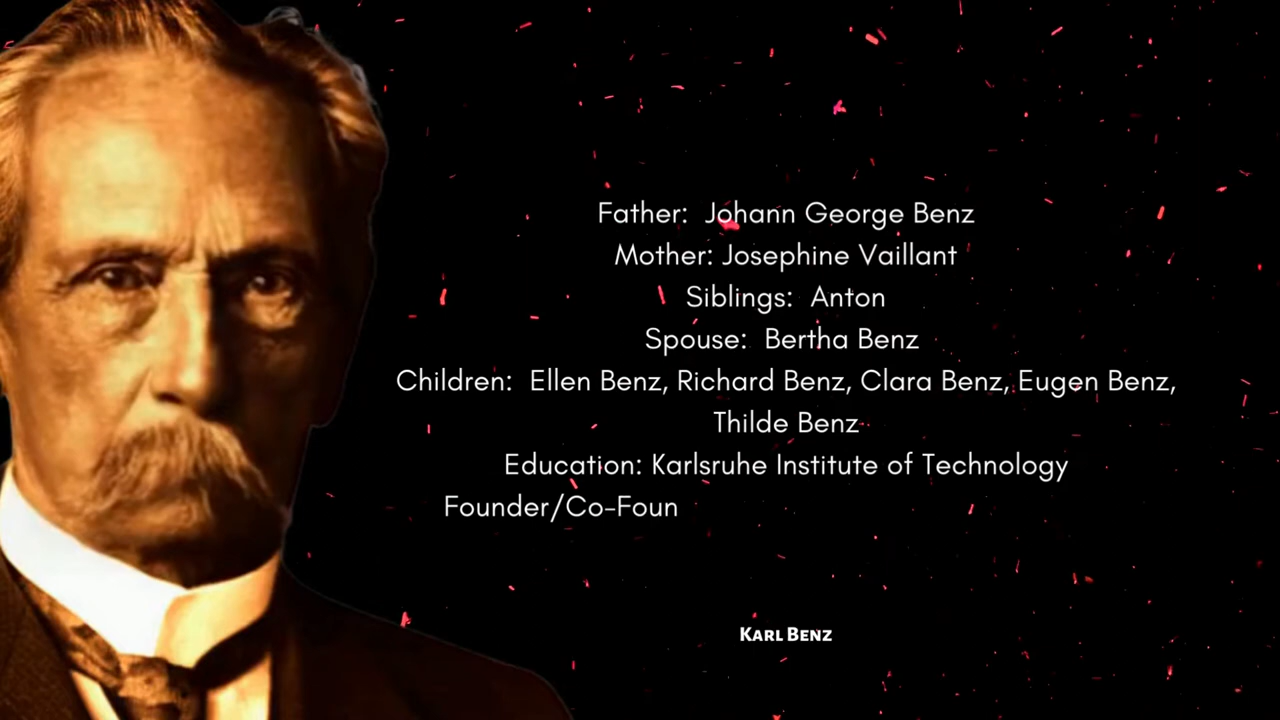 Father: Johann George Benz
Mother: Josephine Vaillant
Siblings: Anton
Spouse: Bertha Benz
Children: Ellen Benz, Richard Benz, Clara Benz, Eugen Benz,
Thilde Benz
Education: Karlsruhe Institute of Technology
Founder/Co-Foun
Karl Benz